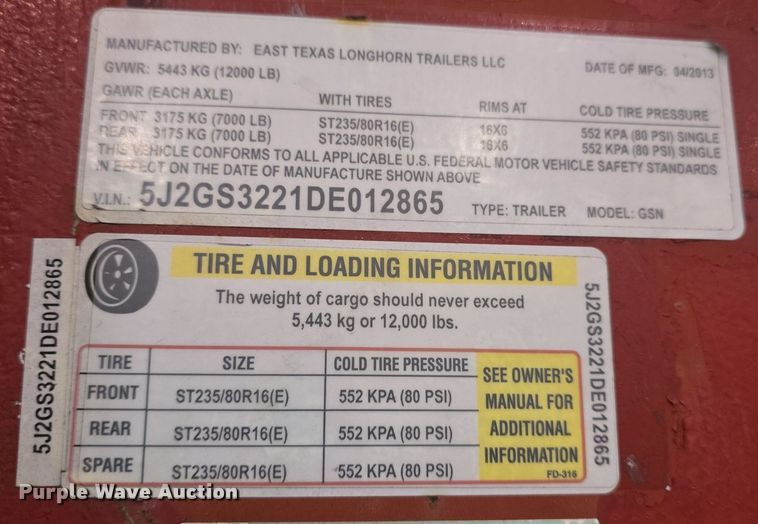 MANUFACTURED BY: EAST TEXAS LONGHORN TRAILERS LLC
GVWR: 5443 KG (12000 LB) DATE OF MFG: 04/2013
GAWR (EACH AXLE) WITH TIRES RIMS AT COLD TIRE PRESSURE
FRONT 3175 KG (7000 LB) ST235/80R16(E) 16X6 552 KPA (80 PSI) SINGLE
REAR 3175 KG (7000 LB) ST235/80R16(E) 16X6 552 KPA (80 PSI) SINGLE
THIS VEHICLE CONFORMS TO ALL APPLICABLE U.S. FEDERAL MOTOR VEHICLE SAFETY STANDARDS
IN EFFECT ON THE DATE OF MANUFACTURE SHOWN ABOVE
V.I.N.: 5J2GS3221DE012865 TYPE: TRAILER MODEL: GSN
5J2GS3221DE012865
TIRE AND LOADING INFORMATION
The weight of cargo should never exceed
5,443 kg or 12,000 lbs.
TIRE SIZE COLD TIRE PRESSURE
FRONT ST235/80R16(E) 552 KPA (80 PSI)
REAR ST235/80R16(E) 552 KPA (80 PSI)
SPARE ST235/80R16(E) 552 KPA (80 PSI)
SEE OWNER'S
MANUAL FOR
ADDITIONAL
INFORMATION
FD-316
5J2GS3221DE012865
Purple Wave Auction